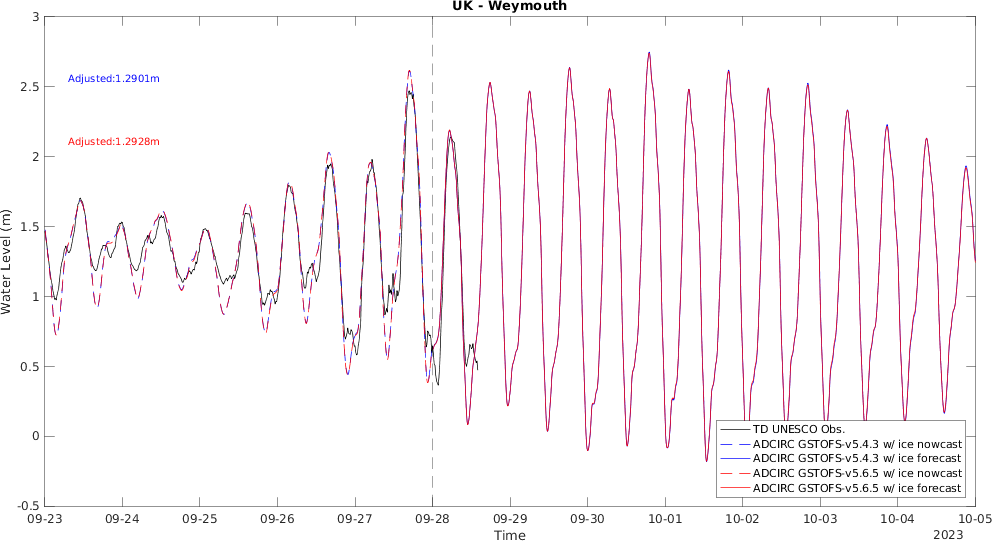 UK - Weymouth
Water Level (m)
3
2.5
2
1.5
1
0.5
0
-0.5
Adjusted:1.2901m
Adjusted:1.2928m
TD UNESCO Obs.
ADCIRC GSTOFS-v5.4.3 w/ ice nowcast
ADCIRC GSTOFS-v5.4.3 w/ ice forecast
ADCIRC GSTOFS-v5.6.5 w/ ice nowcast
ADCIRC GSTOFS-v5.6.5 w/ ice forecast
09-23 09-24 09-25 09-26 09-27 09-28 09-29 09-30 10-01 10-02 10-03 10-04 10-05
Time
2023